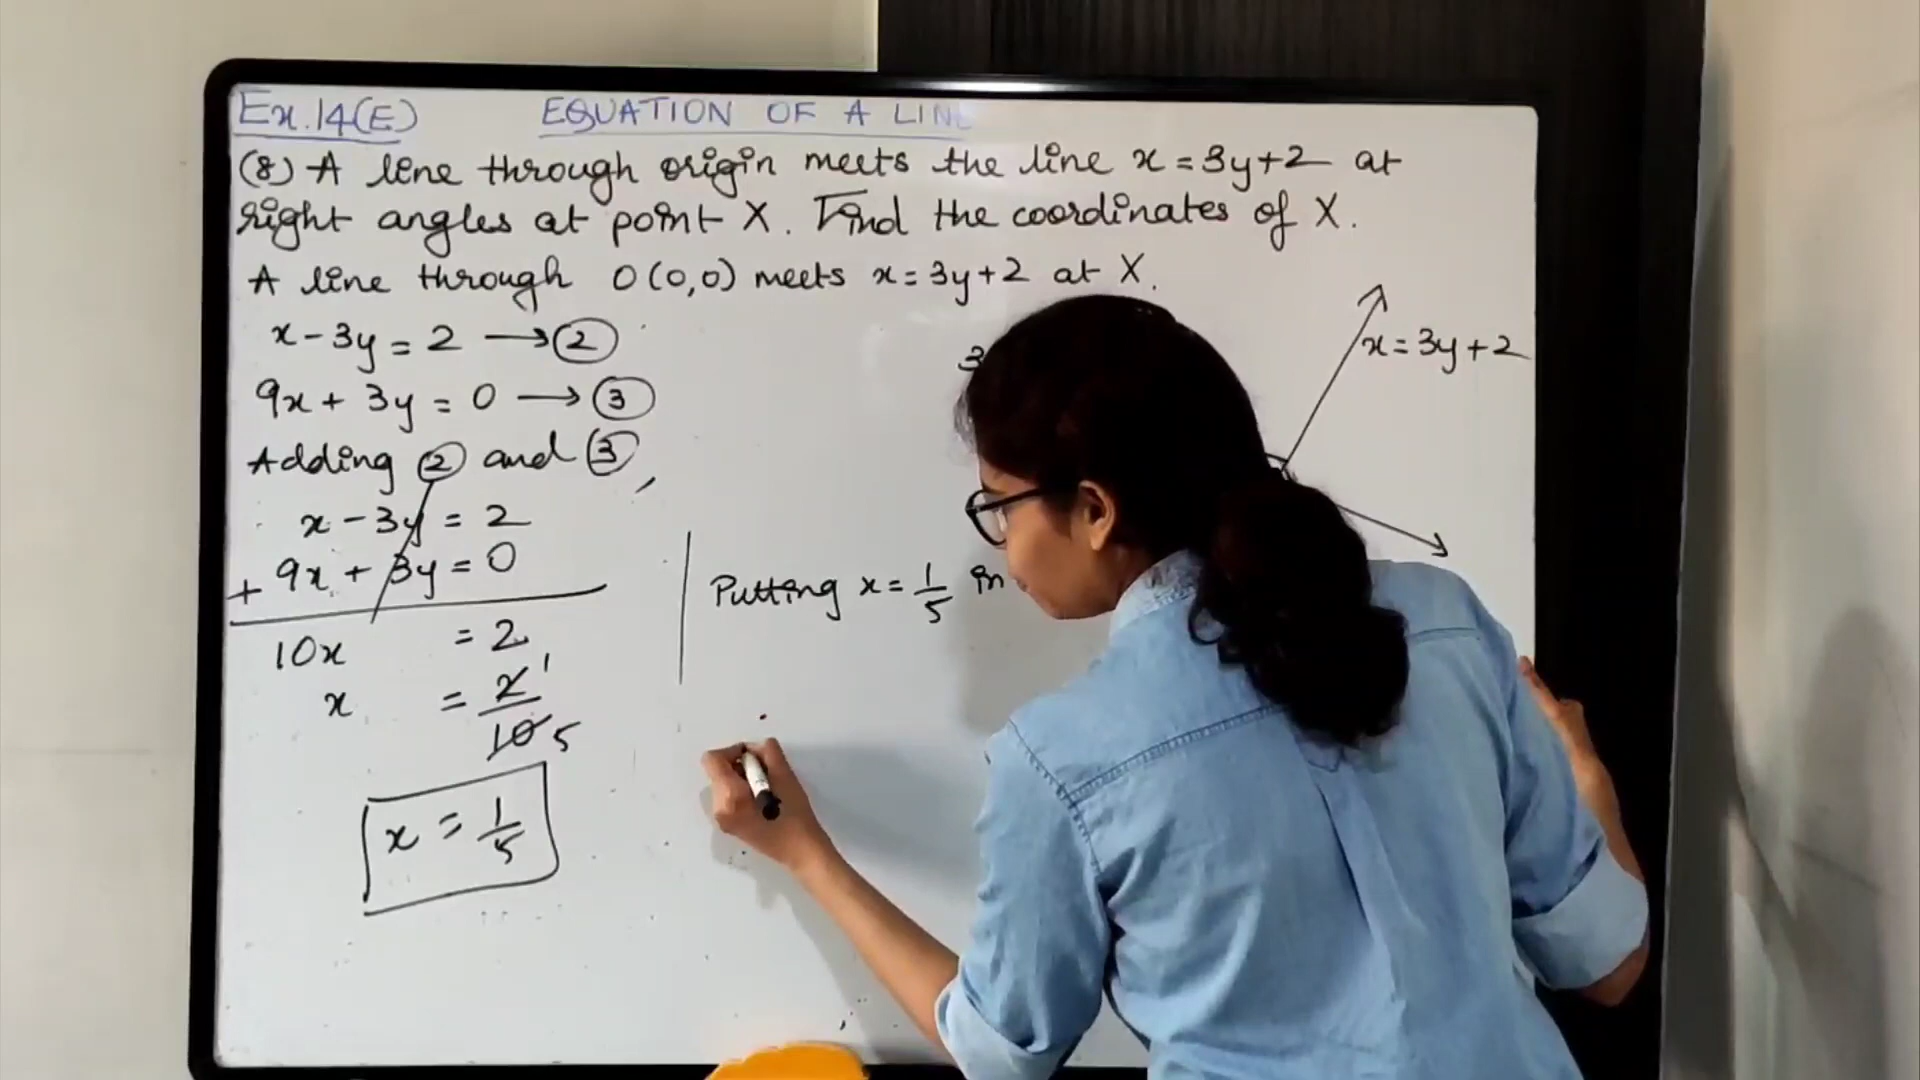 Ex.14(E)
EQUATION OF A LINE
(8) A line through origin meets the line x = 3y+2 at
right angles at point X. Find the coordinates of X.
A line through O(0,0) meets x = 3y+2 at X.
x - 3y = 2 → ②
9x + 3y = 0 → ③
Adding ② and ③,
x - 3y = 2
+ 9x + 3y = 0
10x = 2
x = 2 1
10 5
x = 1/5
Putting x = 1/5 in
3
x = 3y+2